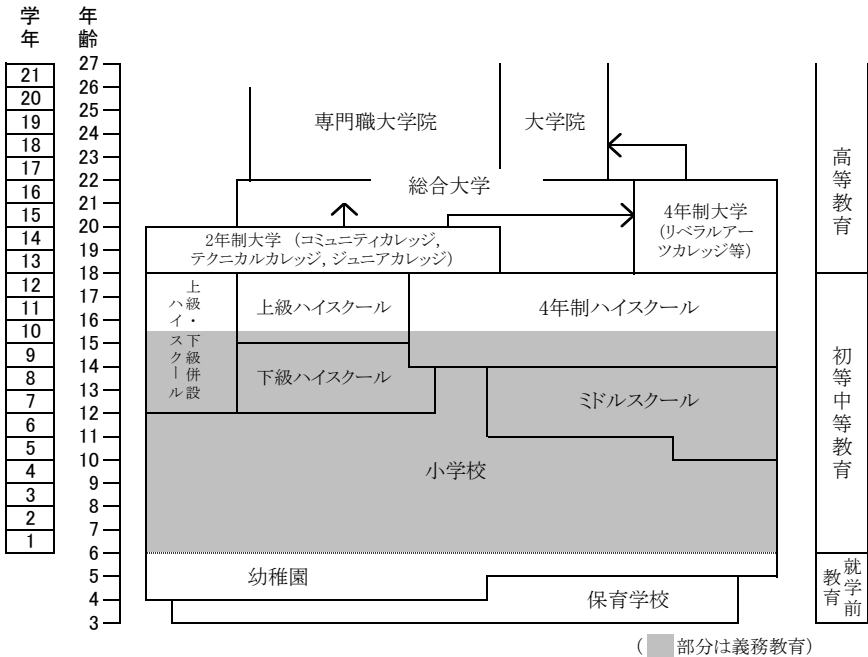 学年
年齢
27
21
26
20
25
19
24
18
23
17
22
16
21
15
20
14
19
13
18
12
17
11
16
10
15
9
14
8
13
7
12
6
11
5
10
4
9
3
8
2
7
1
6
5
4
3
専門職大学院
大学院
総合大学
4年制大学
(リベラルアー
ツカレッジ等)
2年制大学 (コミュニティカレッジ,
テクニカルカレッジ, ジュニアカレッジ)
上級・下級併設
ハイスクール
上級ハイスクール
4年制ハイスクール
下級ハイスクール
ミドルスクール
小学校
幼稚園
保育学校
高等教育
初等中等教育
就学前
教育
( 部分は義務教育)